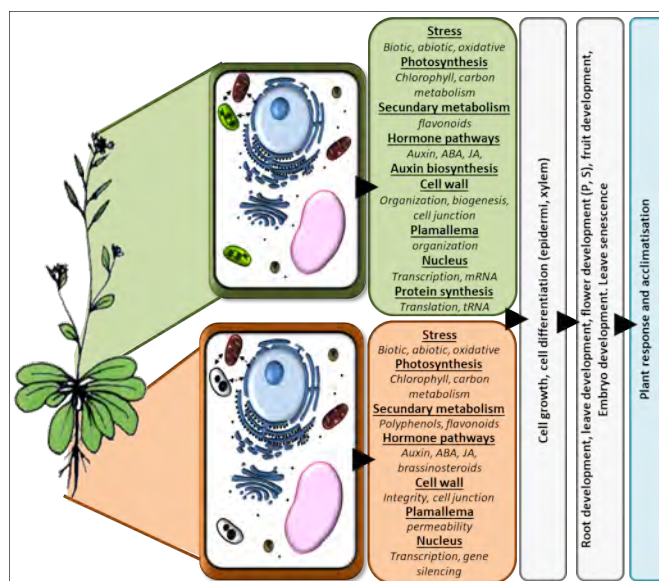 Stress
Biotic, abiotic, oxidative
Photosynthesis
Chlorophyll, carbon
metabolism
Secundary metabolism
flavonoids
Hormone pathways
Auxin, ABA, JA,
Auxin biosynthesis
Cell wall
Organization, biogenesis,
cell junction
Plamallema
organization
Nucleus
Transcription, mRNA
Protein synthesis
Translation, tRNA
Stress
Biotic, abiotic, oxidative
Photosynthesis
Chlorophyll, carbon
metabolism
Secundary metabolism
Polyphenols, flavonoids
Hormone pathways
Auxin, ABA, JA,
brassinosteroids
Cell wall
Integrity, cell junction
Plamallema
permeability
Nucleus
Transcription, gene
silencing
Cell growth, cell differentiation (epidermi, xylem)
Root development, leave development, flower development (P, S), fruit development,
Embryo development. Leave senescence
Plant response and acclimatisation